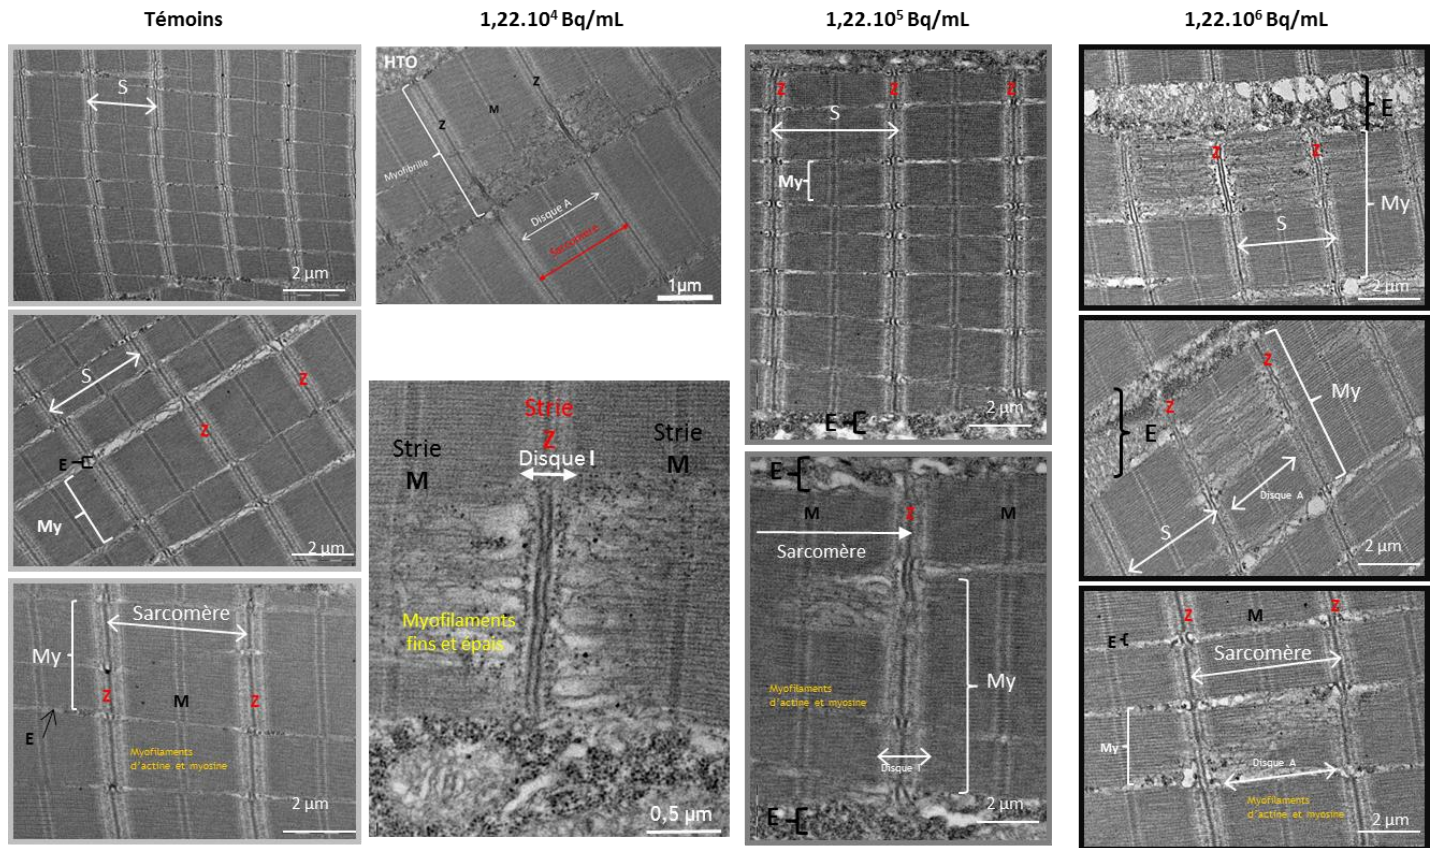 Témoins
1,22.10⁴ Bq/mL
1,22.10⁵ Bq/mL
1,22.10⁶ Bq/mL
S
2 µm
S
Z
Z
E
My
2 µm
Sarcomère
My
Z
M
Z
E
Myofilaments
d'actine et myosine
2 µm
HTO
Z
M
Z
Myofibrille
Disque A
Sarcomère
1µm
Strie
Z
Strie
M
Strie
M
Disque I
Myofilaments
fins et épais
0,5 µm
Z
Z
Z
S
My
2 µm
E
E
M
Z
M
Sarcomère
My
Myofilaments
d'actine et myosine
Disque I
2 µm
E
E
Z
Z
My
S
2 µm
Z
My
Z
E
Disque A
S
2 µm
Z
M
Z
E
Sarcomère
My
Disque A
Myofilaments
d'actine et myosine
2 µm